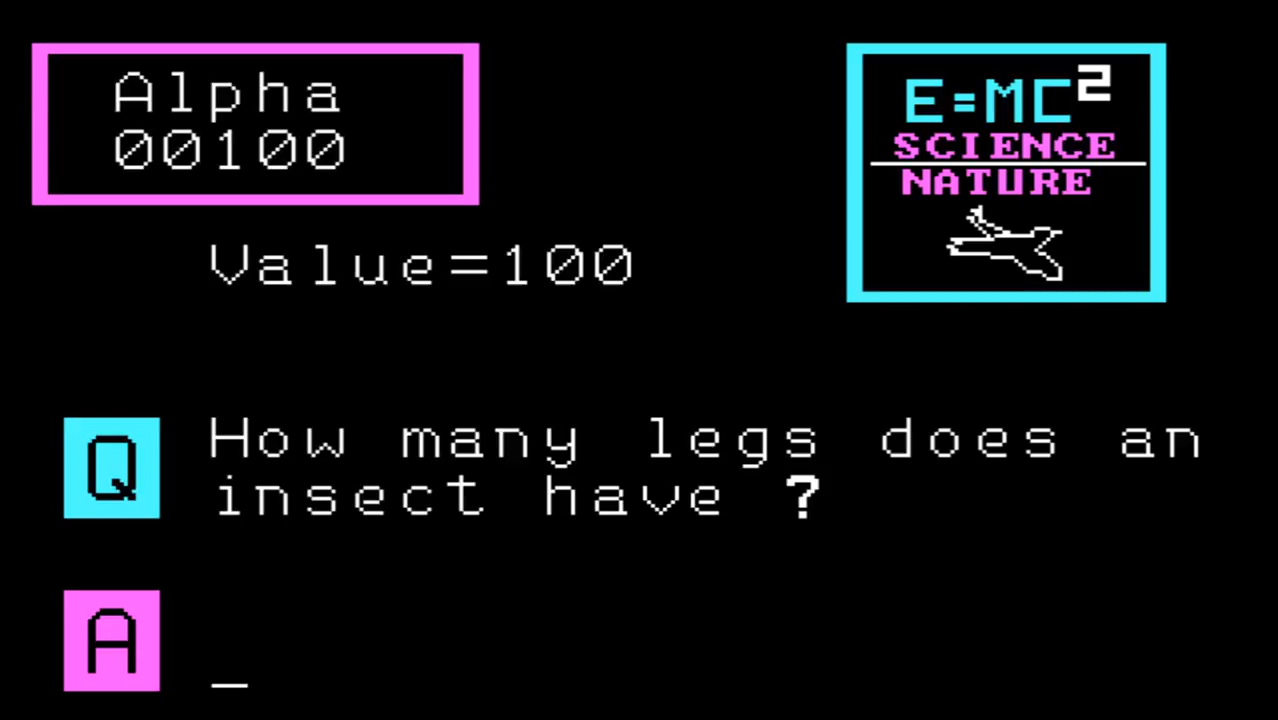 Alpha
00100
E=MC²
SCIENCE
NATURE
Value=100
Q How many legs does an
insect have ?
A _